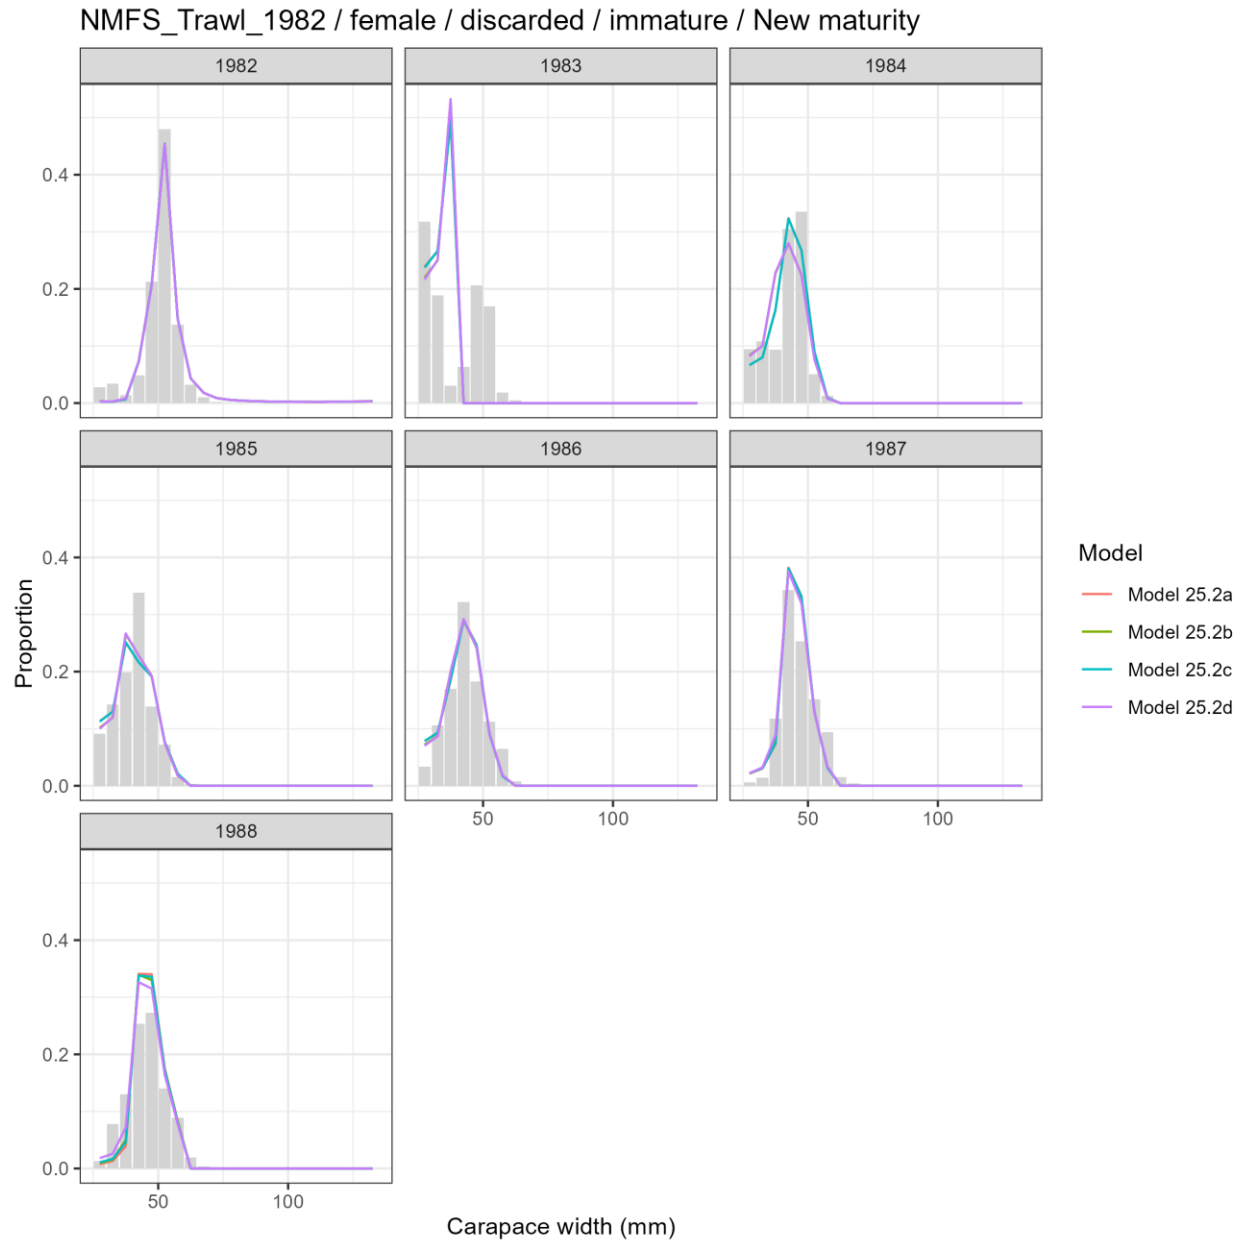 NMFS_Trawl_1982 / female / discarded / immature / New maturity
1982
1983
1984
0.4
0.2
0.0
1985
1986
1987
0.4
0.2
0.0
50
100
50
100
1988
0.4
0.2
0.0
50
100
Proportion
Carapace width (mm)
Model
Model 25.2a
Model 25.2b
Model 25.2c
Model 25.2d